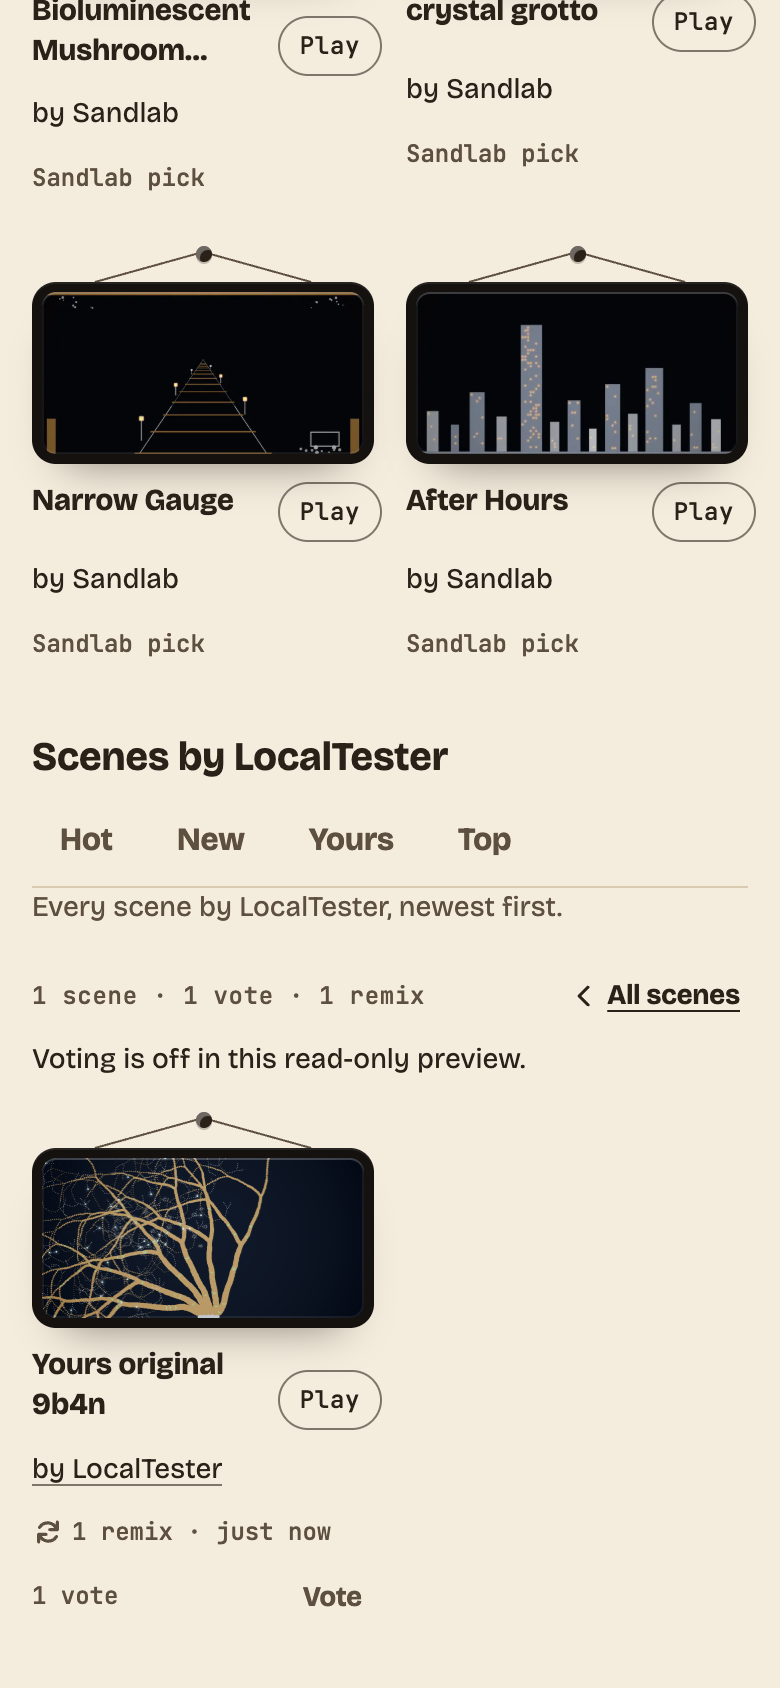 Bioluminescent
Mushroom...
Play
by Sandlab
Sandlab pick
crystal grotto
Play
by Sandlab
Sandlab pick
Narrow Gauge
Play
by Sandlab
Sandlab pick
After Hours
Play
by Sandlab
Sandlab pick
Scenes by LocalTester
Hot New Yours Top
Every scene by LocalTester, newest first.
1 scene · 1 vote · 1 remix
All scenes
Voting is off in this read-only preview.
Yours original
9b4n
Play
by LocalTester
1 remix · just now
1 vote
Vote